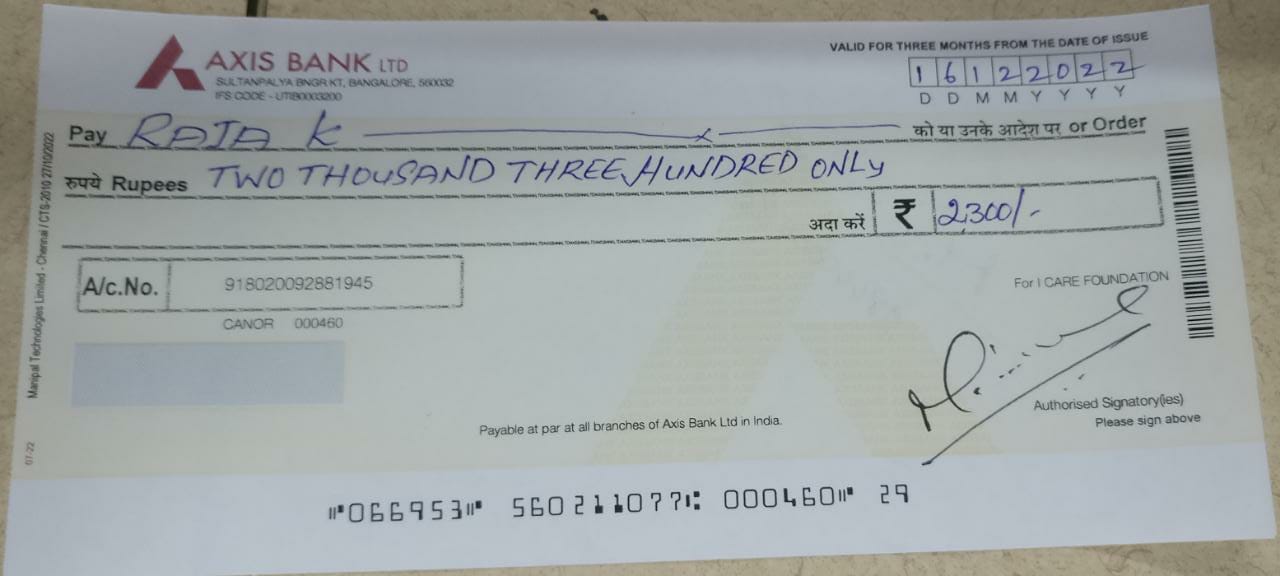 AXIS BANK LTD
SULTANPALYA BNGR KT, BANGALORE, 560032
IFS CODE - UTIB0003200
VALID FOR THREE MONTHS FROM THE DATE OF ISSUE
1 6 1 2 2 0 2 2
D D M M Y Y Y Y
Pay RAJA K को या उनके आदेश पर or Order
रुपये Rupees TWO THOUSAND THREE HUNDRED ONLY
अदा करें ₹ 2,300/-
A/c.No. 918020092881945
CANOR 000460
For I CARE FOUNDATION
Authorised Signatory(ies)
Please sign above
Payable at par at all branches of Axis Bank Ltd in India.
Manipal Technologies Limited - Chennai / CTS-2010 27/10/2022
07-22
⑈066953⑈ 560211077⑆ 000460⑈ 29